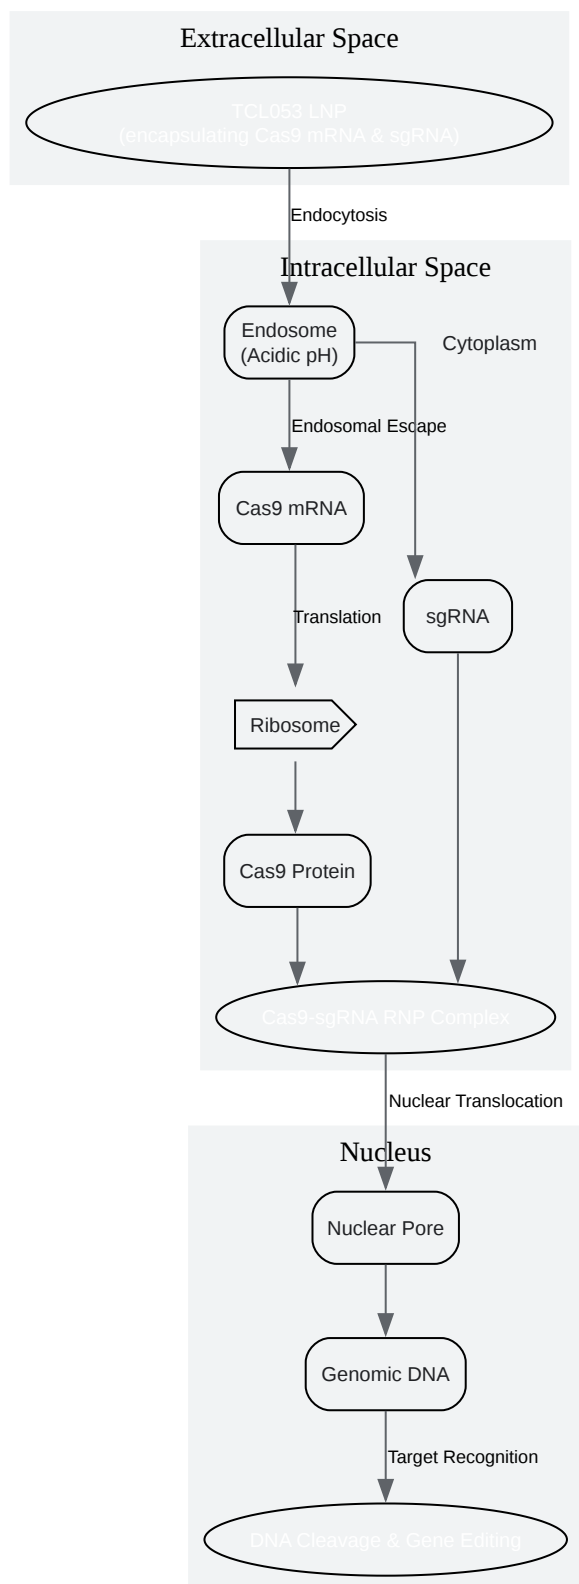 Extracellular Space
TCL053 LNP
(encapsulating Cas9 mRNA & sgRNA)
Endocytosis
Intracellular Space
Endosome
(Acidic pH)
Cytoplasm
Endosomal Escape
Cas9 mRNA
Translation
sgRNA
Ribosome
Cas9 Protein
Cas9-sgRNA RNP Complex
Nuclear Translocation
Nucleus
Nuclear Pore
Genomic DNA
Target Recognition
DNA Cleavage & Gene Editing